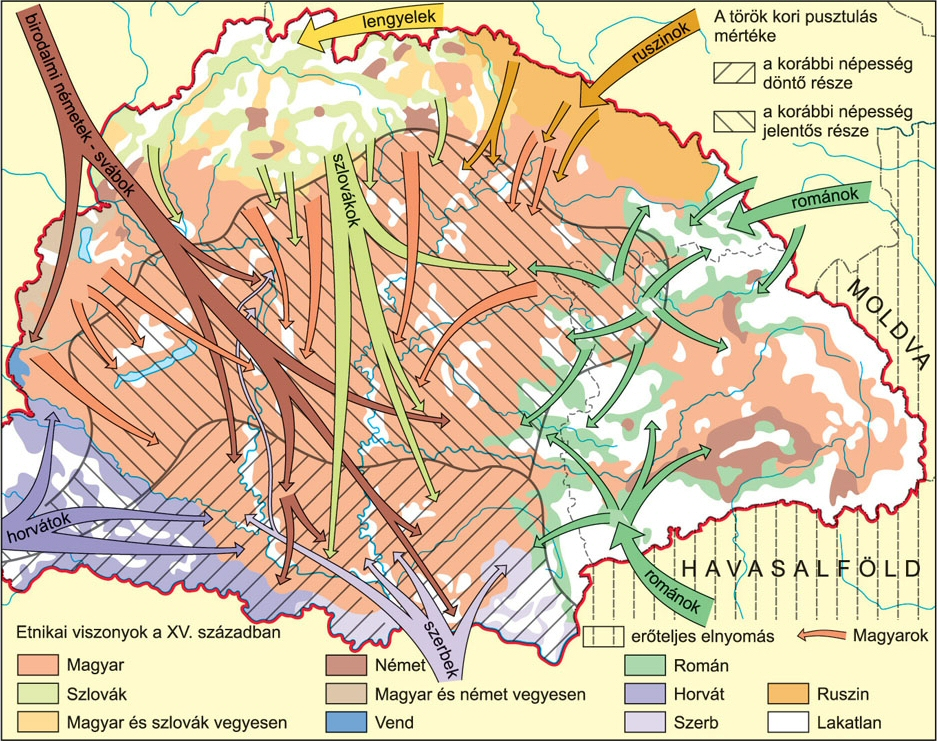 lengyelek
ruszinok
A török kori pusztulás
mértéke
a korábbi népesség
döntő része
a korábbi népesség
jelentős része
birodalmi németek - svábok
szlovákok
románok
MOLDVA
horvátok
szerbek
románok
HAVASALFÖLD
Etnikai viszonyok a XV. században
erőteljes elnyomás
Magyarok
Magyar
Német
Román
Szlovák
Magyar és német vegyesen
Horvát
Ruszin
Magyar és szlovák vegyesen
Vend
Szerb
Lakatlan